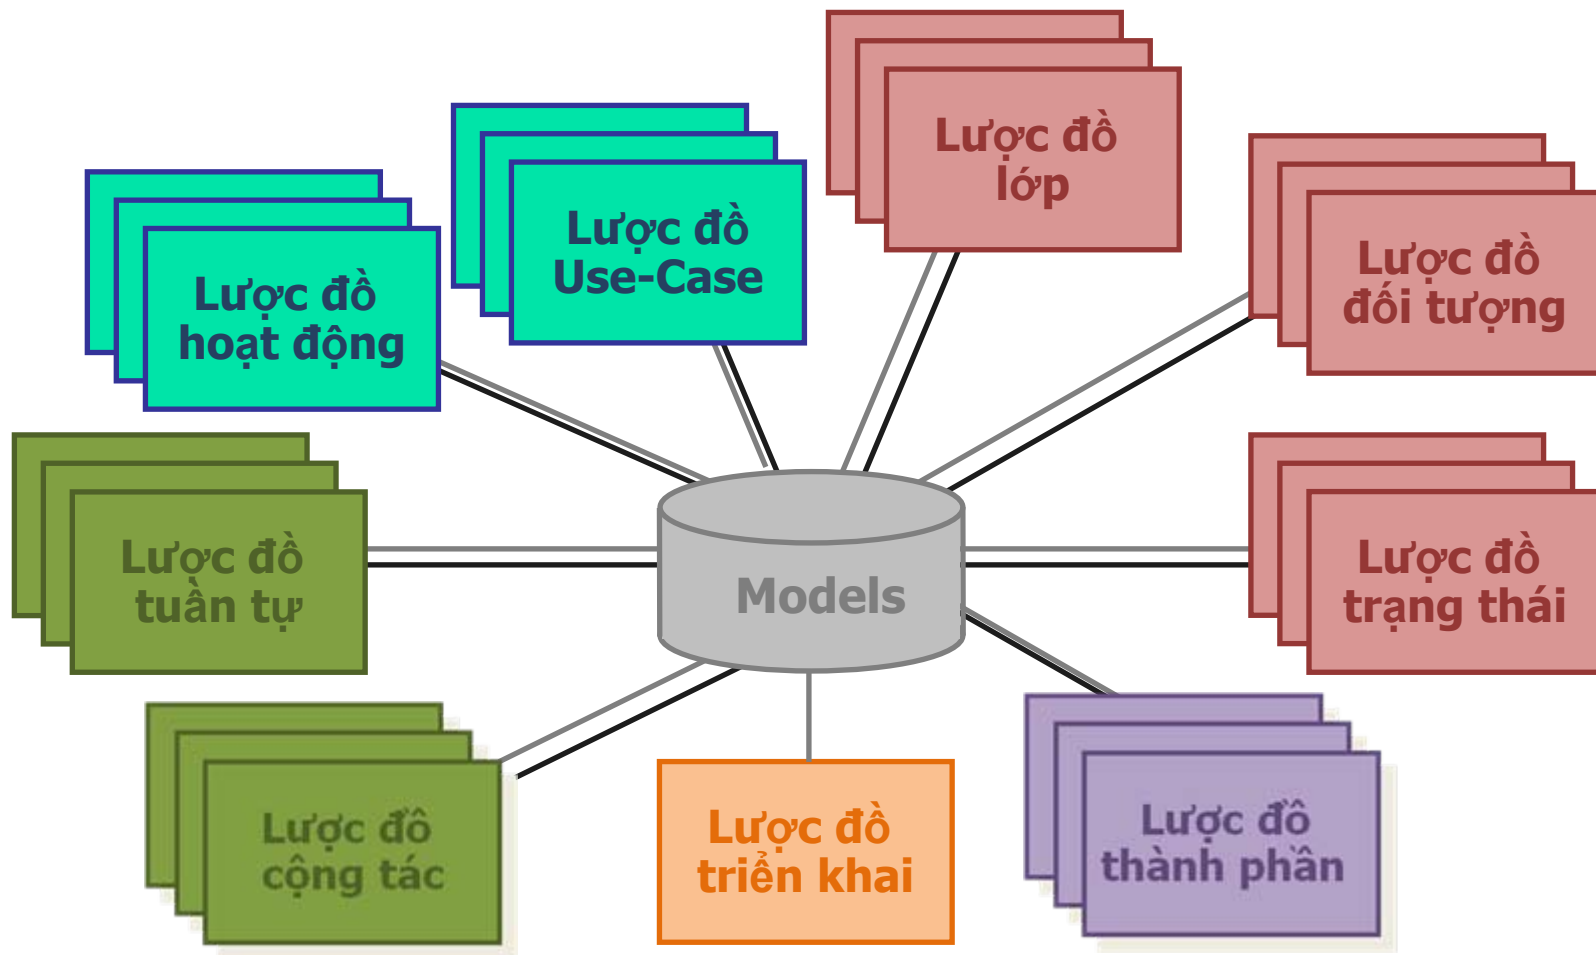 Lược đồ
lớp
Lược đồ
Use-Case
Lược đồ
đối tượng
Lược đồ
hoạt động
Lược đồ
tuần tự
Models
Lược đồ
trạng thái
Lược đồ
cộng tác
Lược đồ
triển khai
Lược đồ
thành phần